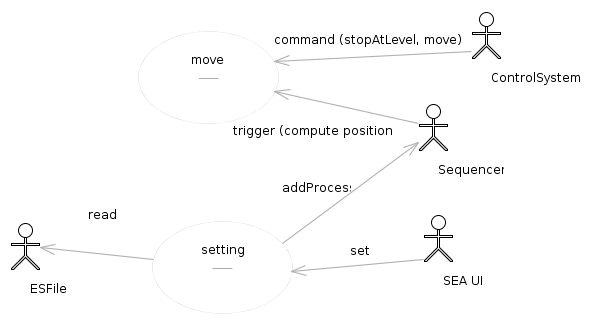 command (stopAtLevel, move)
move
ControlSystem
trigger (compute position
Sequencer
addProcess
read
setting
set
SEA UI
ESFile